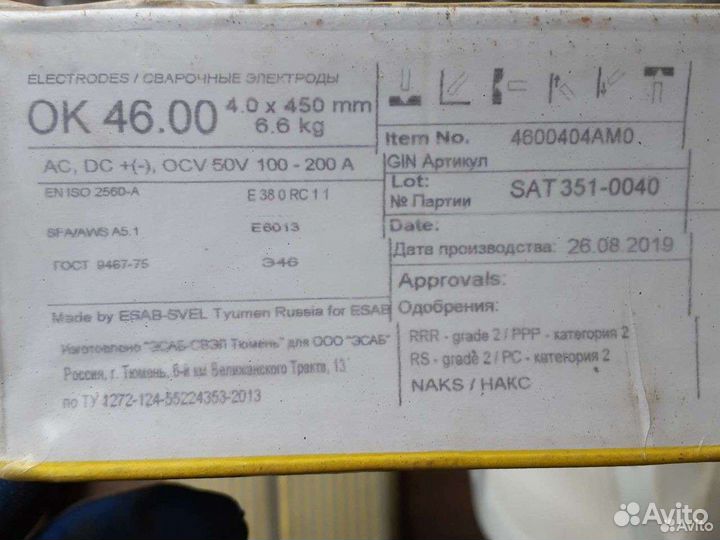 ELECTRODES / СВАРОЧНЫЕ ЭЛЕКТРОДЫ
OK 46.00 4.0 x 450 mm
6.6 kg
AC, DC +(-), OCV 50V 100 - 200 A
EN ISO 2560-A E 38 0 RC 1 1
SFA/AWS A5.1 E6013
ГОСТ 9467-75 Э46
Made by ESAB-SVEL Tyumen Russia for ESAB
Изготовлено "ЭСАБ-СВЭЛ Тюмень" для ООО "ЭСАБ"
Россия, г. Тюмень, 6-й км Велижанского Тракта, 13
по ТУ 1272-124-55224353-2013
Item No. 4600404AM0
GIN Артикул
Lot: SAT 351-0040
№ Партии
Date:
Дата производства: 26.08.2019
Approvals:
Одобрения:
RRR - grade 2 / РРР - категория 2
RS - grade 2 / РС - категория 2
NAKS / НАКС
Avito
Avito